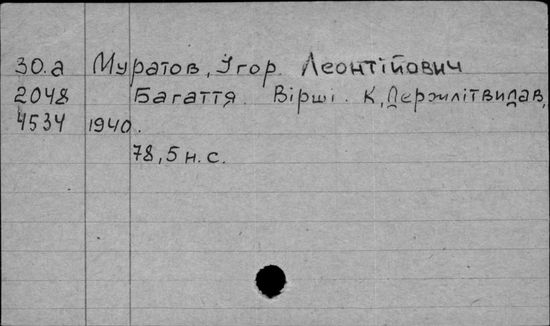 30.а Муратов, Ігор Леонтійович
2048 Багаття. Вірші. К, Держлітвидав,
4534 1940.
78, 5 н. с.